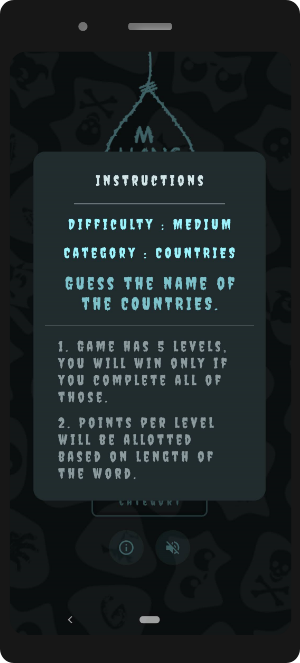 M
HANG
INSTRUCTIONS
DIFFICULTY : MEDIUM
CATEGORY : COUNTRIES
GUESS THE NAME OF
THE COUNTRIES.
1. GAME HAS 5 LEVELS,
YOU WILL WIN ONLY IF
YOU COMPLETE ALL OF
THOSE.
2. POINTS PER LEVEL
WILL BE ALLOTTED
BASED ON LENGTH OF
THE WORD.
CATEGORY